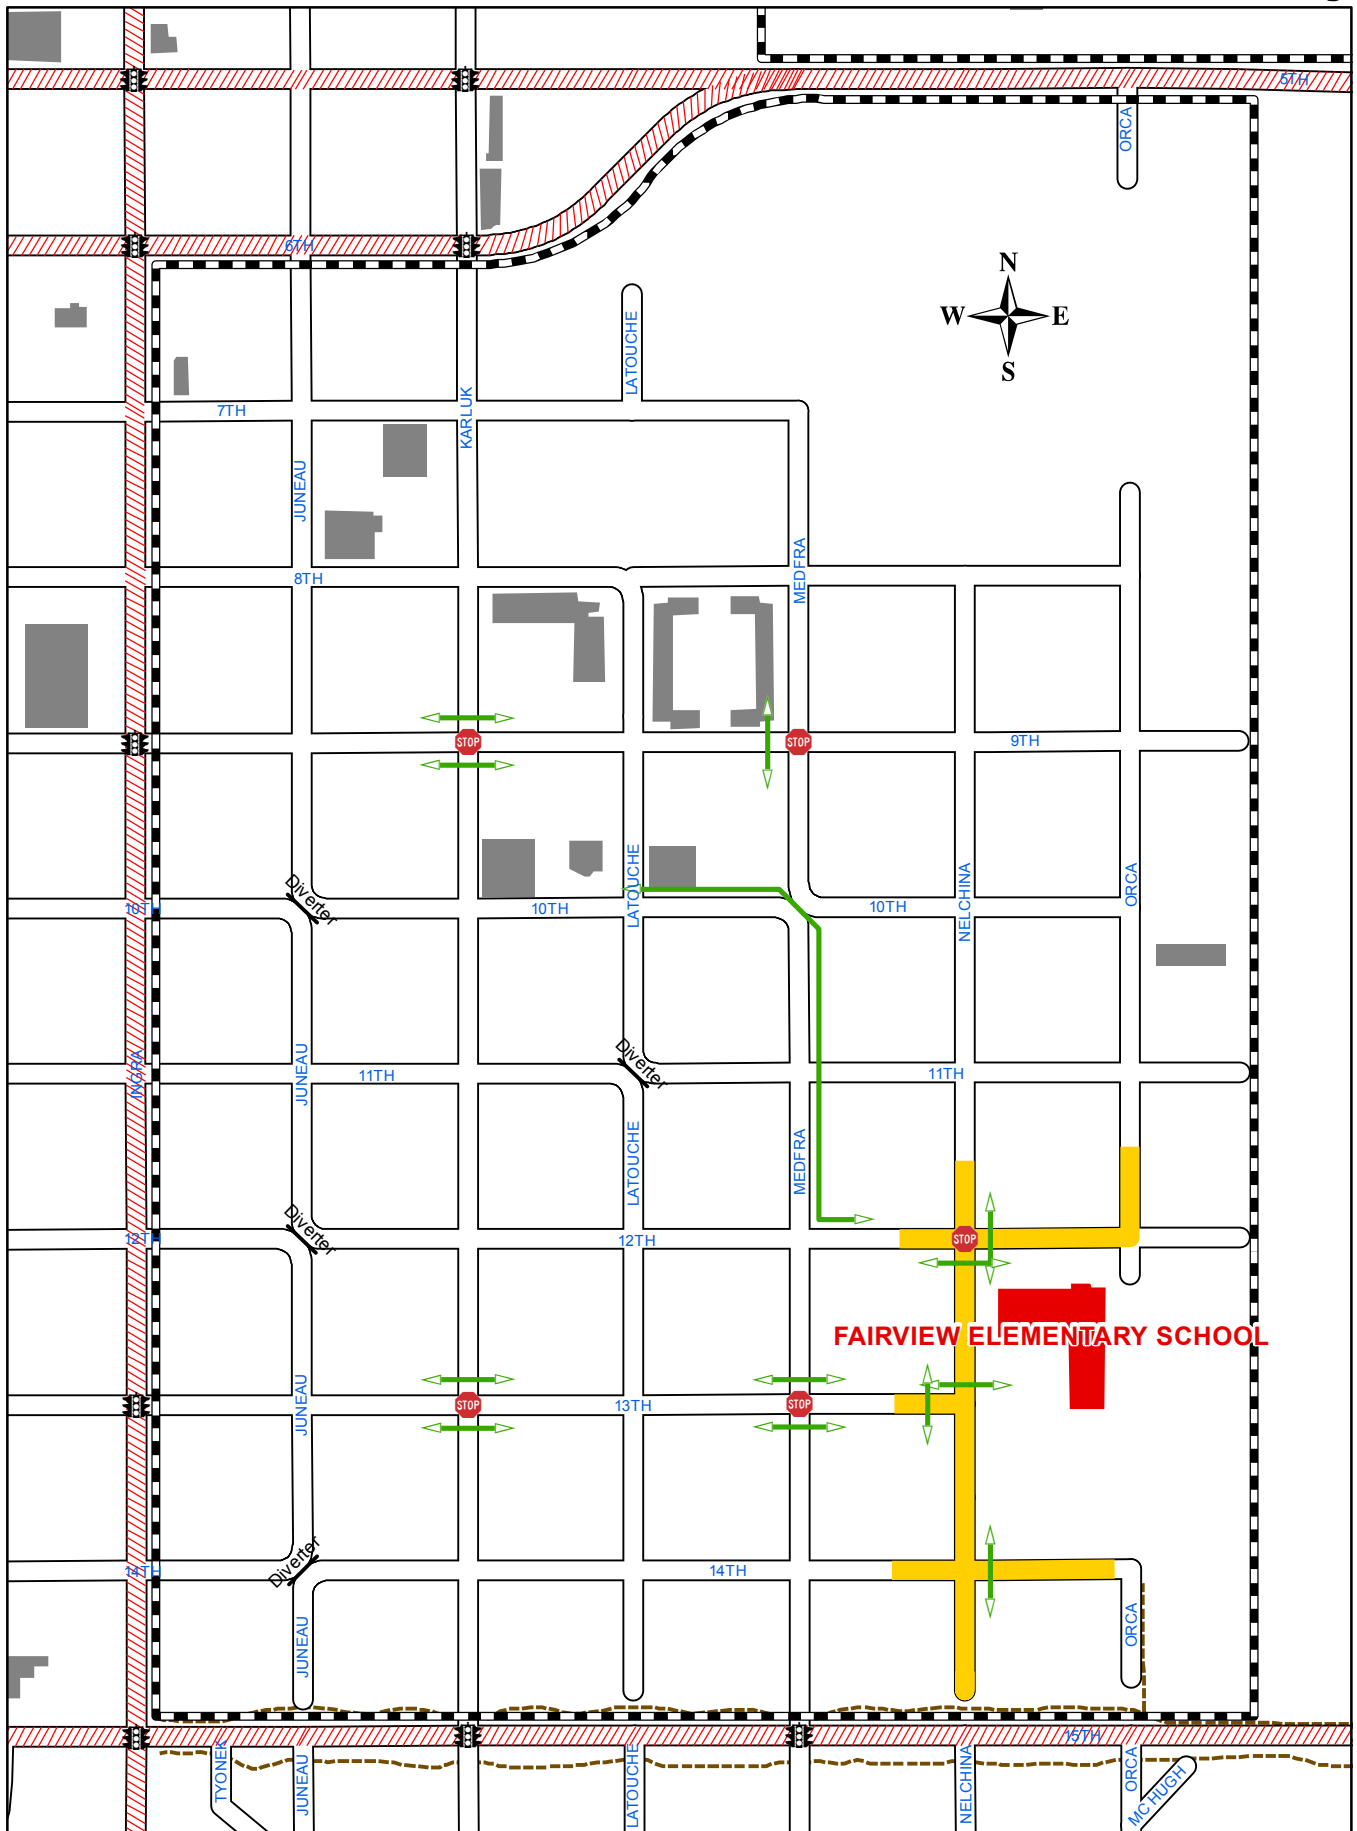 5TH
ORCA
6TH
N
W E
S
LATOUCHE
7TH
KARLUK
JUNEAU
MEDFRA
8TH
STOP
STOP
9TH
Diverter
LATOUCHE
NELCHINA
ORCA
10TH
10TH
10TH
Diverter
INGRA
JUNEAU
11TH
11TH
LATOUCHE
MEDFRA
Diverter
12TH
12TH
STOP
FAIRVIEW ELEMENTARY SCHOOL
JUNEAU
STOP
13TH
STOP
Diverter
14TH
14TH
JUNEAU
ORCA
15TH
TYONEK
JUNEAU
LATOUCHE
NELCHINA
ORCA
MC HUGH